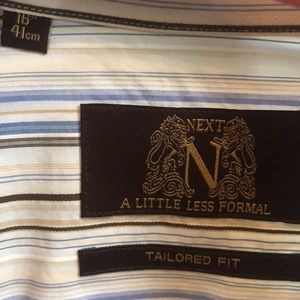 16"
41cm
NEXT
N
A LITTLE LESS FORMAL
TAILORED FIT